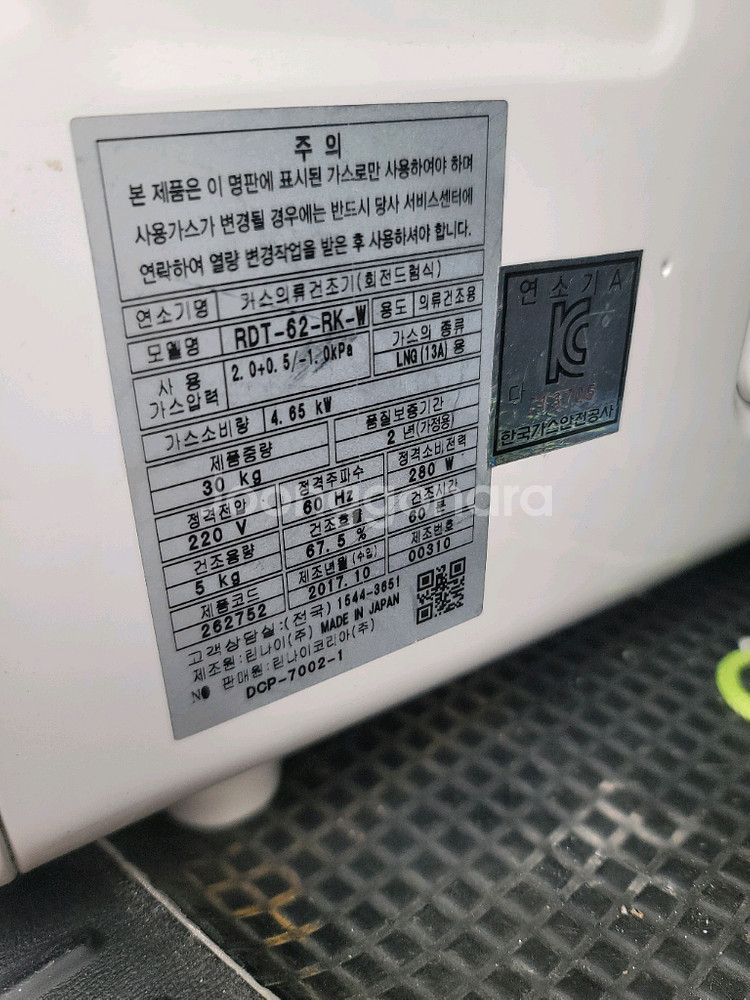 주 의
본 제품은 이 명판에 표시된 가스로만 사용하여야 하며
사용가스가 변경될 경우에는 반드시 당사 서비스센터에
연락하여 열량 변경작업을 받은 후 사용하셔야 합니다.
연소기명 가스의류건조기(회전드럼식)
모델명 RDT-62-RK-W 용도 의류건조용
사 용 가스압력 2.0+0.5/-1.0kPa 가스의 종류 LNG(13A)용
가스소비량 4.65 kW 품질보증기간
제품중량 2 년(가정용)
30 kg 정격주파수 정격소비전력
정격전압 60 Hz 280 W
220 V 건조효율 건조시간
건조용량 67.5 % 60 분
5 kg 제조년월(수입) 제조번호
제품코드 2017.10 00310
262752
고객상담실:(전국) 1544-3651
제조원:린나이(주) MADE IN JAPAN
판매원:린나이코리아(주)
DCP-7002-1
연소기 A
KC
다
한국가스안전공사
joonggonara